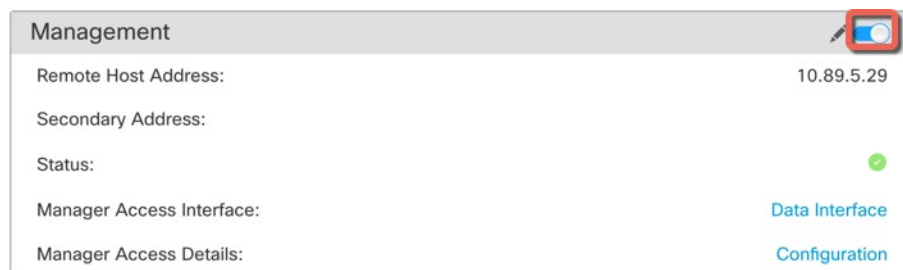 Management
Remote Host Address: 10.89.5.29
Secondary Address:
Status:
Manager Access Interface: Data Interface
Manager Access Details: Configuration